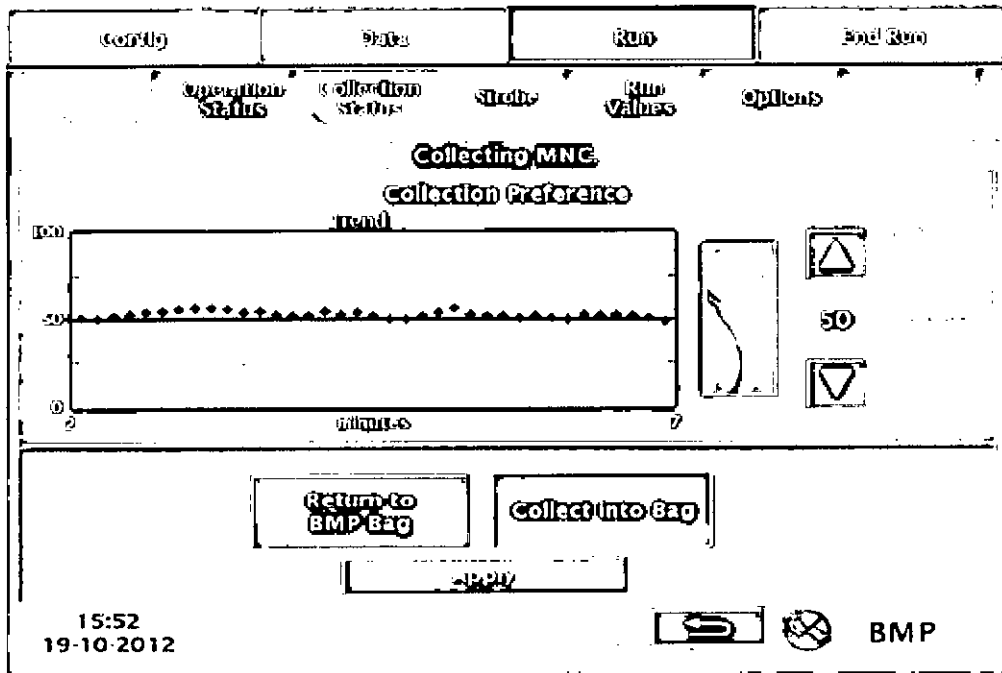 Config Data Run End Run
Operation Status
Collection Status
Strobe
Run Values
Options
Collecting MNC
Collection Preference
Trend
100
50
0
2 minutes 7
50
Return to BMP Bag
Collect into Bag
Apply
15:52
19-10-2012
BMP